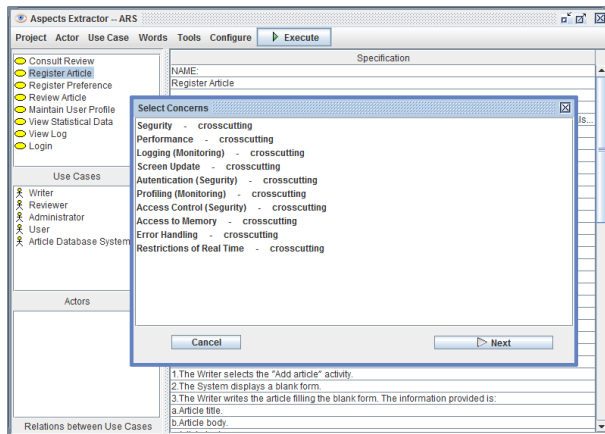 Aspects Extractor -- ARS
Project Actor Use Case Words Tools Configure Execute
Consult Review
Register Article
Register Preference
Review Article
Maintain User Profile
View Statistical Data
View Log
Login
Use Cases
Writer
Reviewer
Administrator
User
Article Database System
Actors
Relations between Use Cases
Specification
NAME:
Register Article
ls...
Select Concerns
Segurity - crosscutting
Performance - crosscutting
Logging (Monitoring) - crosscutting
Screen Update - crosscutting
Autentication (Segurity) - crosscutting
Profiling (Monitoring) - crosscutting
Access Control (Segurity) - crosscutting
Access to Memory - crosscutting
Error Handling - crosscutting
Restrictions of Real Time - crosscutting
Cancel Next
1.The Writer selects the "Add article" activity.
2.The System displays a blank form.
3.The Writer writes the article filling the blank form. The information provided is:
a.Article title.
b.Article body.